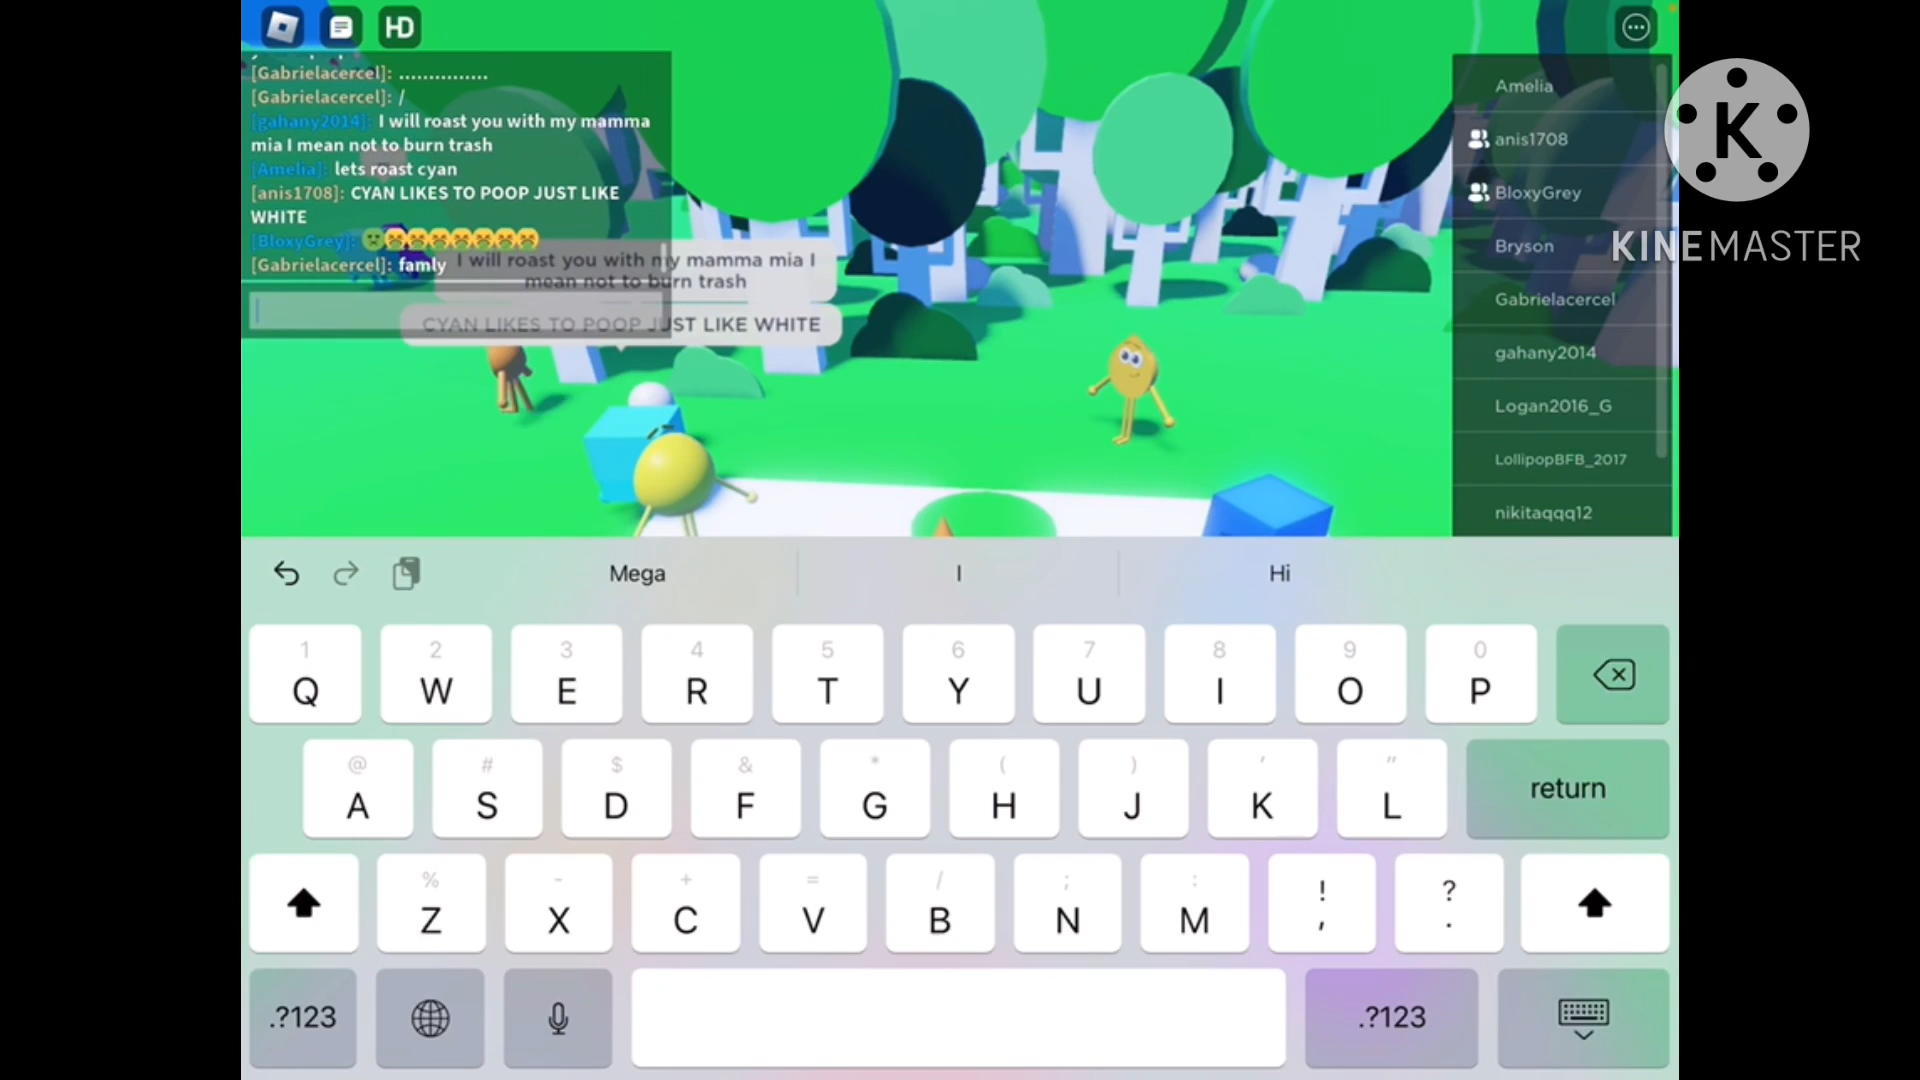 HD
[Gabrielacercel]: ...............
[Gabrielacercel]: /
[gahany2014]: I will roast you with my mamma
mia I mean not to burn trash
[Amelia]: lets roast cyan
[anis1708]: CYAN LIKES TO POOP JUST LIKE
WHITE
[BloxyGrey]: 🤢🤮🤮🤮🤮🤮🤮🤮
[Gabrielacercel]: famly
I will roast you with my mamma mia I
mean not to burn trash
CYAN LIKES TO POOP JUST LIKE WHITE
Amelia
anis1708
BloxyGrey
Bryson
Gabrielacercel
gahany2014
Logan2016_G
LollipopBFB_2017
nikitaqqq12
K
KINEMASTER
Mega I Hi
1 2 3 4 5 6 7 8 9 0
Q W E R T Y U I O P
@ # $ & * ( ) ' "
A S D F G H J K L return
% - + = / ; : ! ?
Z X C V B N M , .
.?123 .?123